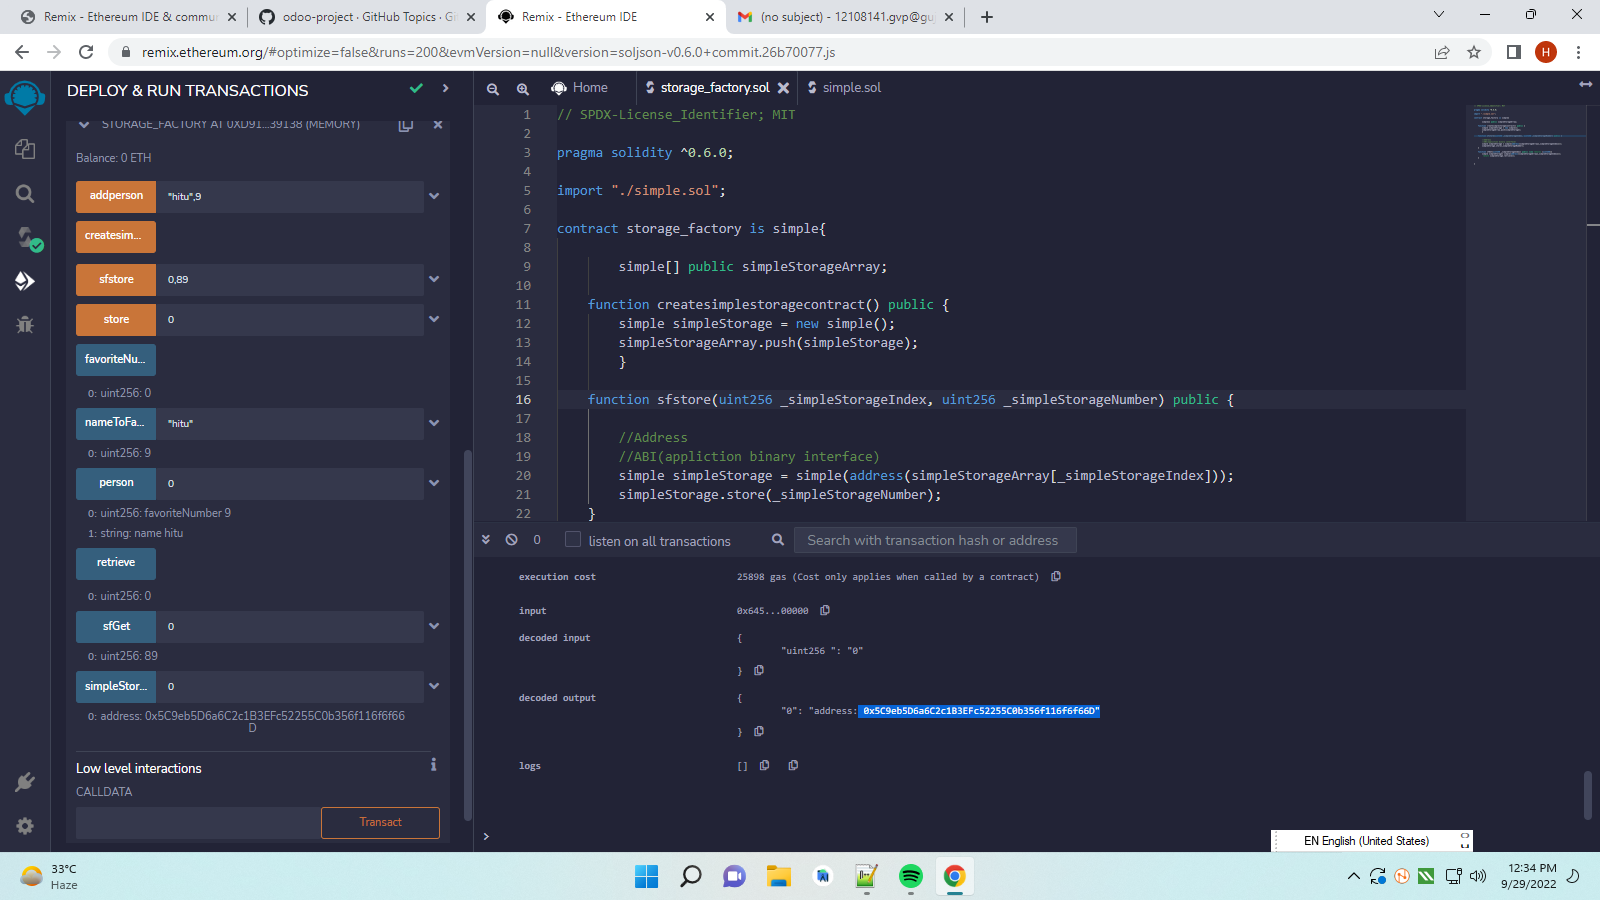 Remix - Ethereum IDE & commu
odoo-project · GitHub Topics · Gi
Remix - Ethereum IDE
(no subject) - 12108141.gvp@gu
remix.ethereum.org/#optimize=false&runs=200&evmVersion=null&version=soljson-v0.6.0+commit.26b70077.js
H
DEPLOY & RUN TRANSACTIONS
STORAGE_FACTORY AT 0XD91...39138 (MEMORY)
Balance: 0 ETH
addperson "hitu",9
createsim...
sfstore 0,89
store 0
favoriteNu...
0: uint256: 0
nameToFa... "hitu"
0: uint256: 9
person 0
0: uint256: favoriteNumber 9
1: string: name hitu
retrieve
0: uint256: 0
sfGet 0
0: uint256: 89
simpleStor... 0
0: address: 0x5C9eb5D6a6C2c1B3EFc52255C0b356f116f6f66
D
Low level interactions
CALLDATA
Transact
Home
storage_factory.sol
simple.sol
1 // SPDX-License_Identifier; MIT
2
3 pragma solidity ^0.6.0;
4
5 import "./simple.sol";
6
7 contract storage_factory is simple{
8
9 simple[] public simpleStorageArray;
10
11 function createsimplestoragecontract() public {
12 simple simpleStorage = new simple();
13 simpleStorageArray.push(simpleStorage);
14 }
15
16 function sfstore(uint256 _simpleStorageIndex, uint256 _simpleStorageNumber) public {
17
18 //Address
19 //ABI(appliction binary interface)
20 simple simpleStorage = simple(address(simpleStorageArray[_simpleStorageIndex]));
21 simpleStorage.store(_simpleStorageNumber);
22 }
0 listen on all transactions Search with transaction hash or address
execution cost 25898 gas (Cost only applies when called by a contract)
input 0x645...00000
decoded input {
"uint256 ": "0"
}
decoded output {
"0": "address: 0x5C9eb5D6a6C2c1B3EFc52255C0b356f116f6f66D"
}
logs []
>
EN English (United States)
33°C
Haze
12:34 PM
9/29/2022